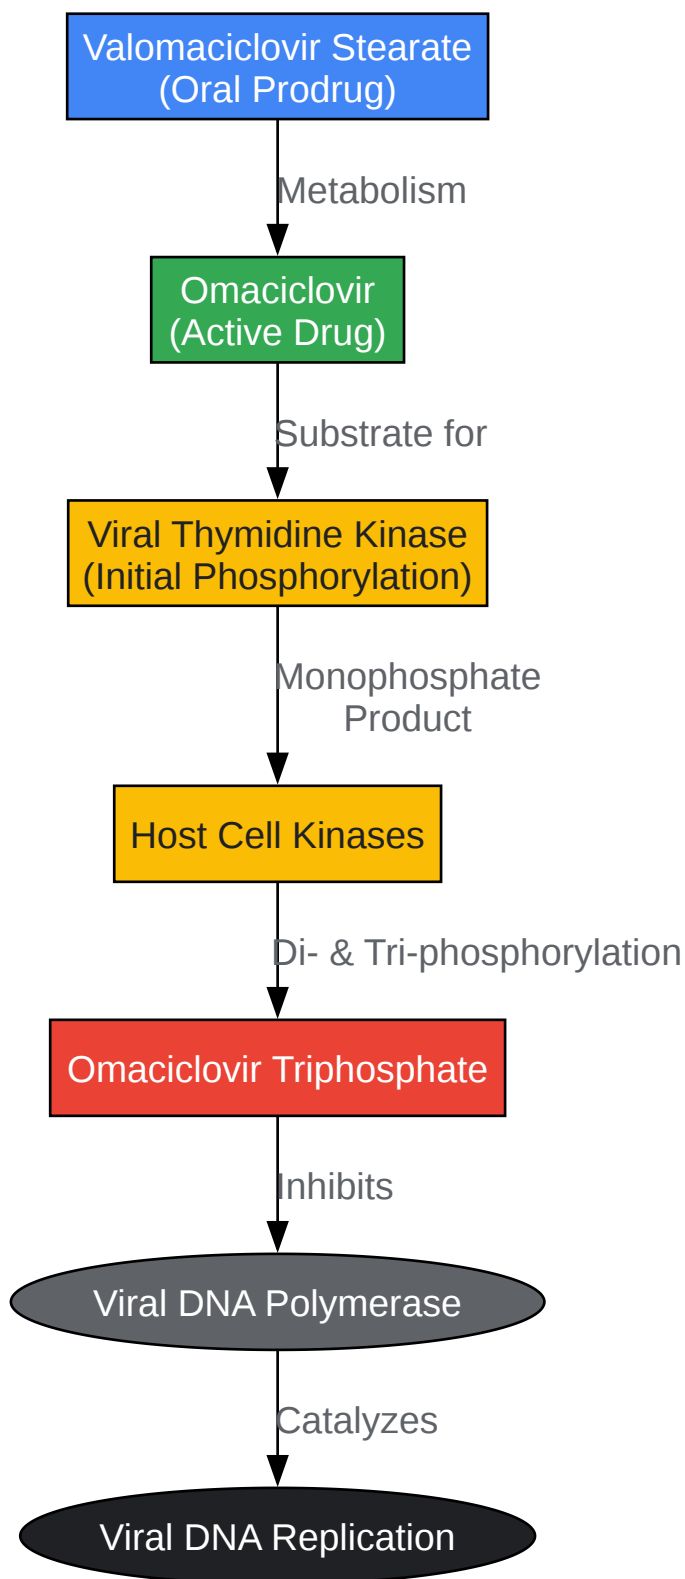 Valomaciclovir Stearate
(Oral Prodrug)
Metabolism
Omaciclovir
(Active Drug)
Substrate for
Viral Thymidine Kinase
(Initial Phosphorylation)
Monophosphate
Product
Host Cell Kinases
Di- & Tri-phosphorylation
Omaciclovir Triphosphate
Inhibits
Viral DNA Polymerase
Catalyzes
Viral DNA Replication